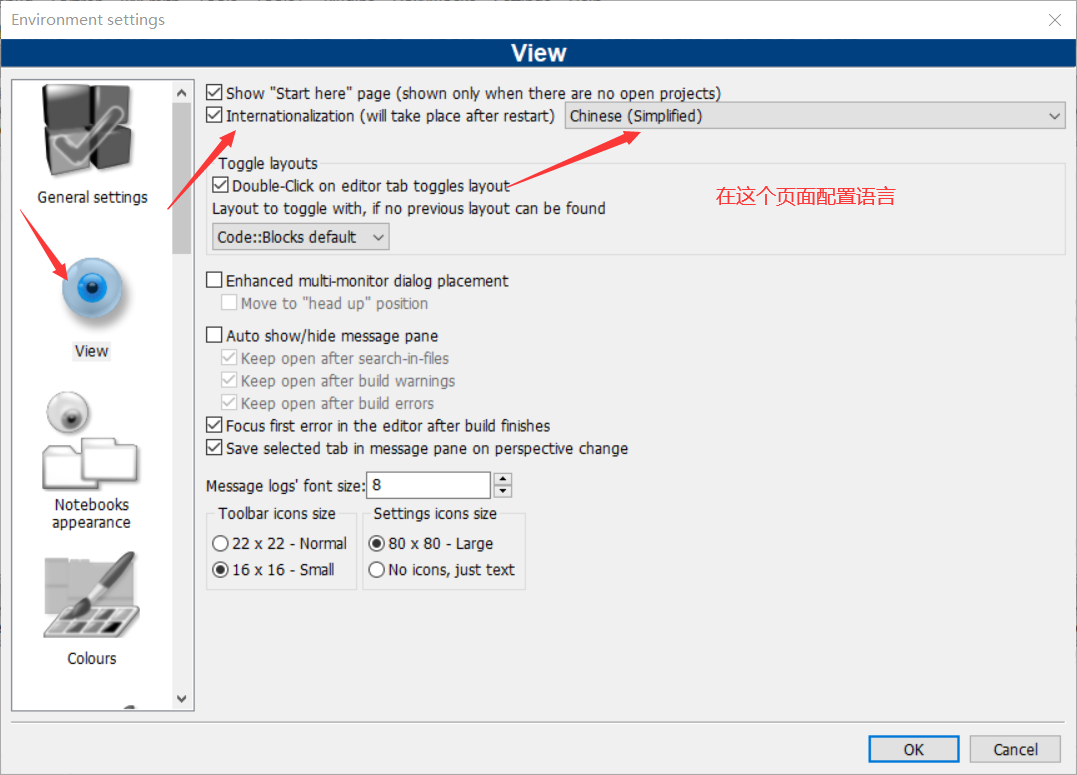 Environment settings
View
General settings
View
Notebooks
appearance
Colours
Show "Start here" page (shown only when there are no open projects)
Internationalization (will take place after restart)
Chinese (Simplified)
Toggle layouts
Double-Click on editor tab toggles layout
Layout to toggle with, if no previous layout can be found
Code::Blocks default
在这个页面配置语言
Enhanced multi-monitor dialog placement
Move to "head up" position
Auto show/hide message pane
Keep open after search-in-files
Keep open after build warnings
Keep open after build errors
Focus first error in the editor after build finishes
Save selected tab in message pane on perspective change
Message logs' font size:
8
Toolbar icons size
22 x 22 - Normal
16 x 16 - Small
Settings icons size
80 x 80 - Large
No icons, just text
OK
Cancel